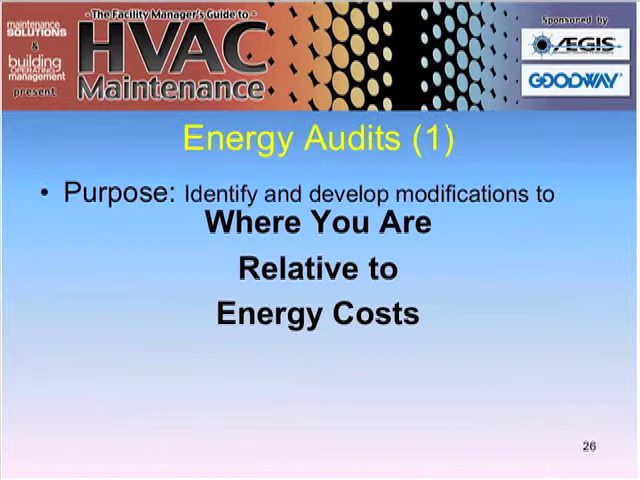 maintenance
SOLUTIONS
&
building
OPERATING
management
present
- The Facility Manager's Guide to -
HVAC
Maintenance
Sponsored by
AEGIS
GOODWAY
Energy Audits (1)
• Purpose: Identify and develop modifications to
Where You Are
Relative to
Energy Costs
26